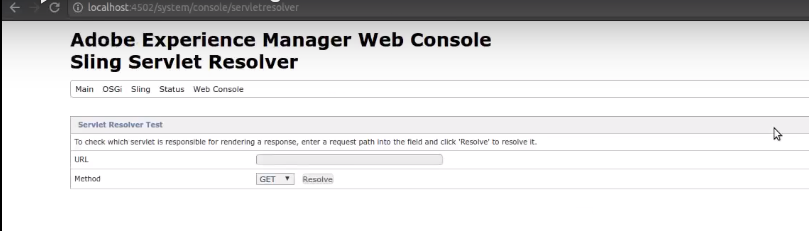 localhost:4502/system/console/servletresolver
Adobe Experience Manager Web Console
Sling Servlet Resolver
Main OSGi Sling Status Web Console
Servlet Resolver Test
To check which servlet is responsible for rendering a response, enter a request path into the field and click 'Resolve' to resolve it.
URL
Method GET Resolve